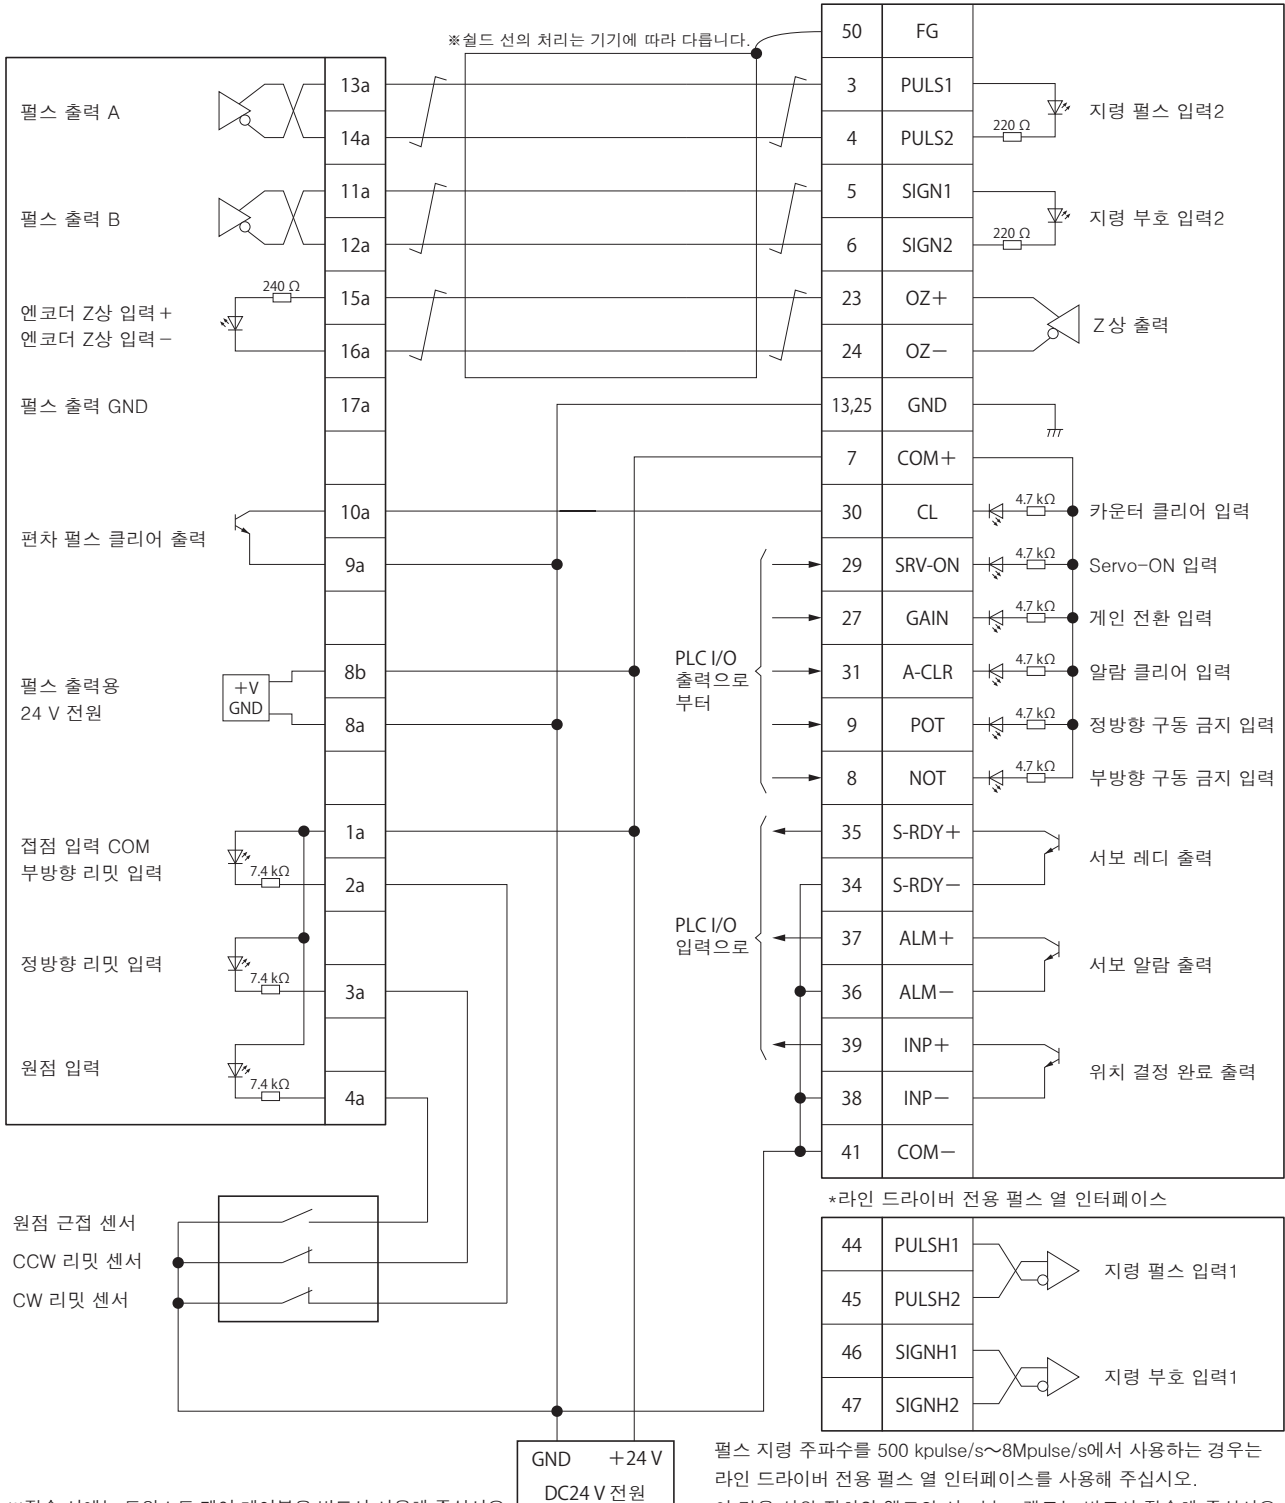 ※쉴드 선의 처리는 기기에 따라 다릅니다.
펄스 출력 A
13a
14a
펄스 출력 B
11a
12a
240 Ω
엔코더 Z상 입력+
엔코더 Z상 입력−
15a
16a
펄스 출력 GND
17a
편차 펄스 클리어 출력
10a
9a
펄스 출력용
24 V 전원
+V
GND
8b
8a
접점 입력 COM
부방향 리밋 입력
7.4 kΩ
1a
2a
정방향 리밋 입력
7.4 kΩ
3a
원점 입력
7.4 kΩ
4a
원점 근접 센서
CCW 리밋 센서
CW 리밋 센서
PLC I/O
출력으로
부터
PLC I/O
입력으로
50 FG
3 PULS1
4 PULS2
220 Ω
지령 펄스 입력2
5 SIGN1
6 SIGN2
220 Ω
지령 부호 입력2
23 OZ+
24 OZ−
Z상 출력
13,25 GND
7 COM+
30 CL 4.7 kΩ 카운터 클리어 입력
29 SRV-ON 4.7 kΩ Servo-ON 입력
27 GAIN 4.7 kΩ 게인 전환 입력
31 A-CLR 4.7 kΩ 알람 클리어 입력
9 POT 4.7 kΩ 정방향 구동 금지 입력
8 NOT 4.7 kΩ 부방향 구동 금지 입력
35 S-RDY+
34 S-RDY−
서보 레디 출력
37 ALM+
36 ALM−
서보 알람 출력
39 INP+
38 INP−
위치 결정 완료 출력
41 COM−
*라인 드라이버 전용 펄스 열 인터페이스
44 PULSH1
45 PULSH2
지령 펄스 입력1
46 SIGNH1
47 SIGNH2
지령 부호 입력1
GND +24 V
DC24 V 전원
펄스 지령 주파수를 500 kpulse/s～8Mpulse/s에서 사용하는 경우는
라인 드라이버 전용 펄스 열 인터페이스를 사용해 주십시오.